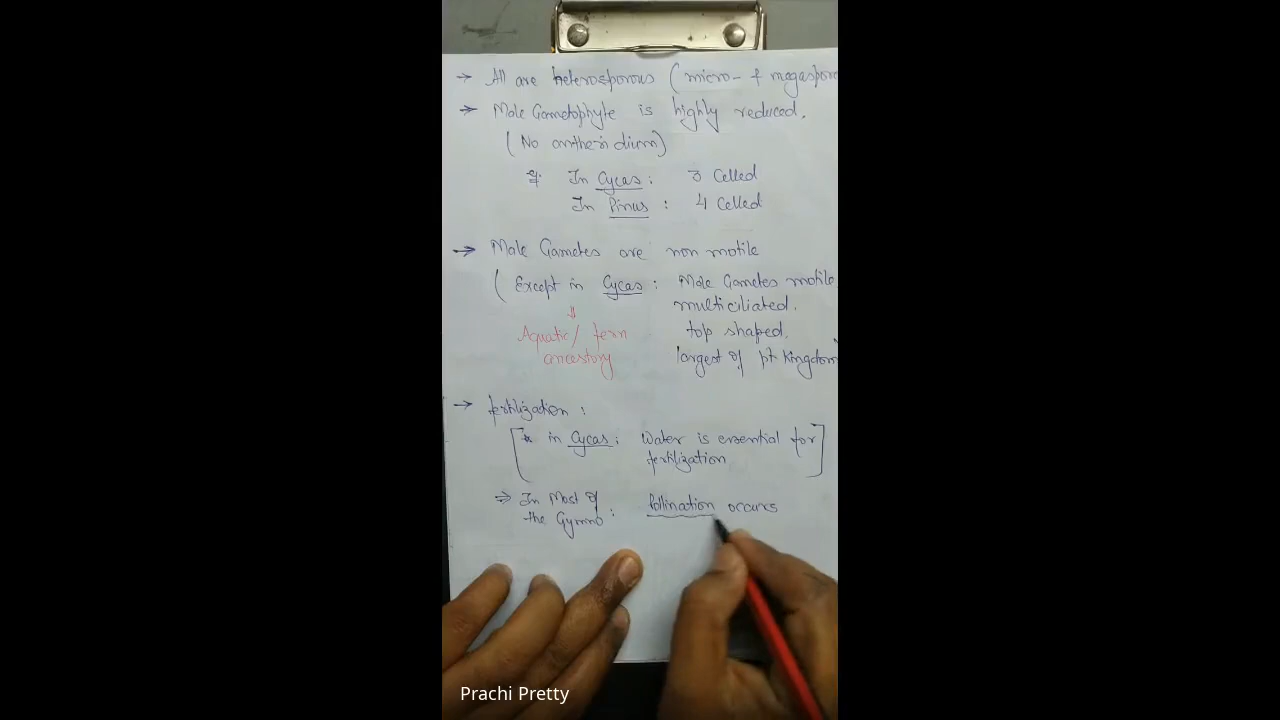 → All are heterosporous (micro- + megaspore
→ Male Gametophyte is highly reduced.
(No antheridium)
eg: In Cycas : 3 Celled
In Pinus : 4 Celled
→ Male Gametes are non motile
( Except in Cycas : Male Gametes motile,
multiciliated.
top shaped.
largest of pt. Kingdom
⇓
Aquatic/ fern
ancestory
→ fertilization :
[* in Cycas : Water is essential for
fertilization]
⇒ In Most of
the Gymno : Pollination occurs
Prachi Pretty